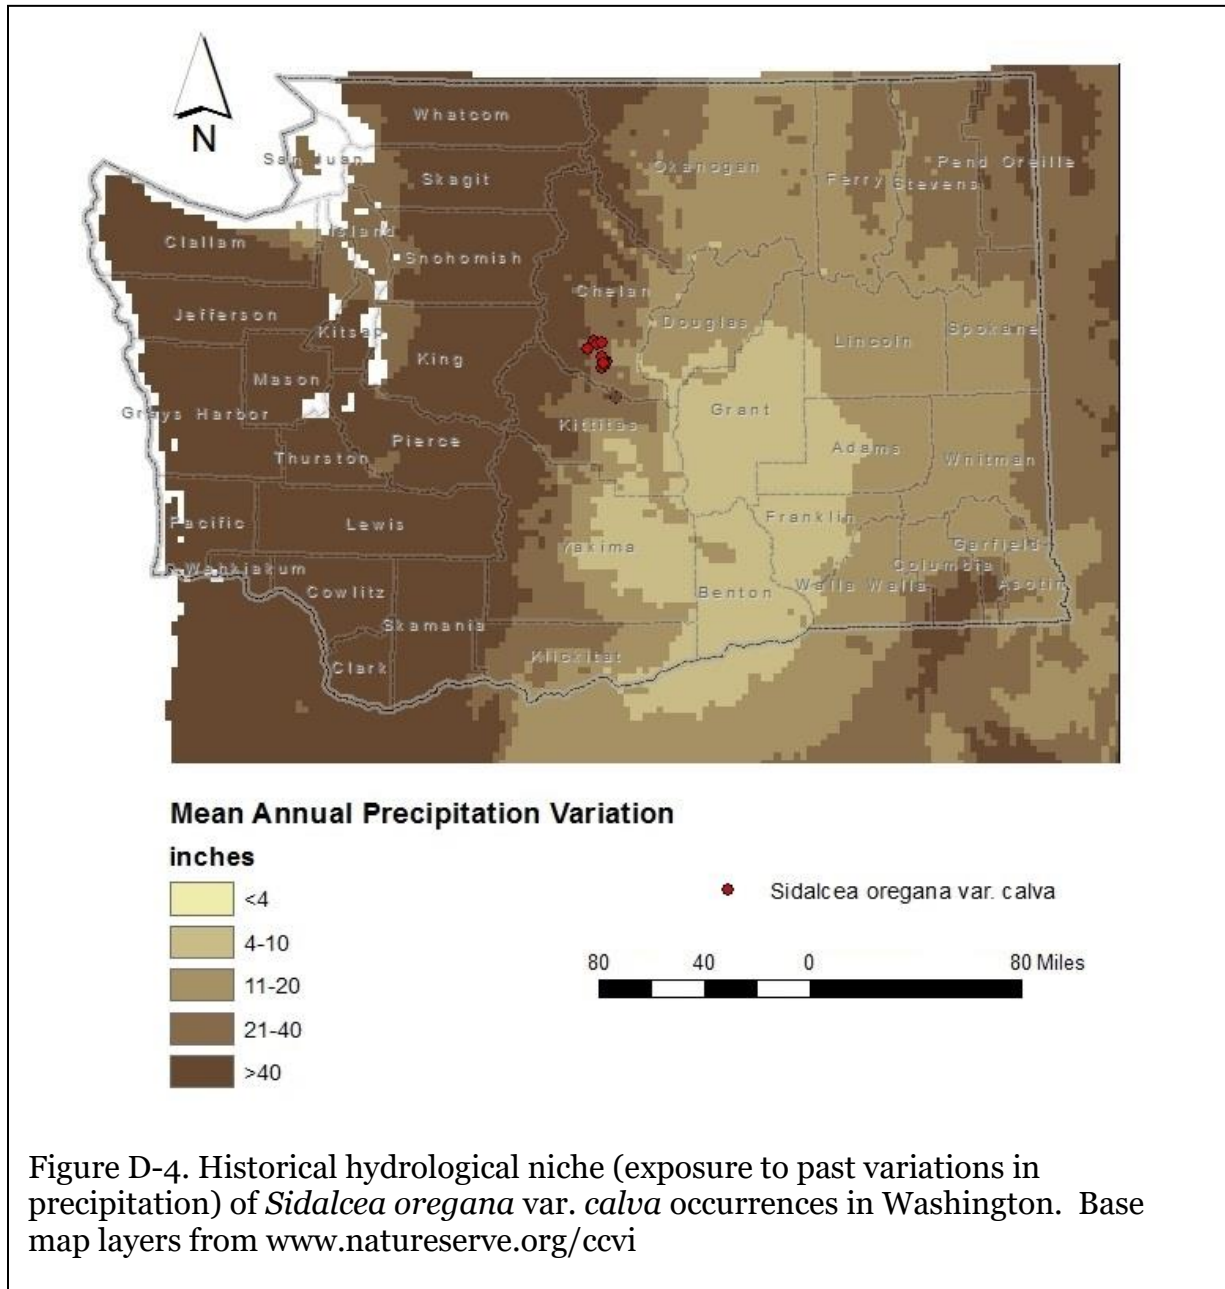 N
Whatcom
San Juan
Skagit
Okanogan
Ferry
Stevens
Pend Oreille
Island
Clallam
Snohomish
Chelan
Jefferson
Kitsap
Douglas
King
Lincoln
Spokane
Mason
Grays Harbor
Grant
Kittitas
Pierce
Thurston
Adams
Whitman
Pacific
Lewis
Franklin
Yakima
Garfield
Wahkiakum
Columbia
Cowlitz
Benton
Walla Walla
Asotin
Skamania
Klickitat
Clark
Mean Annual Precipitation Variation
inches
<4
4-10
11-20
21-40
>40
Sidalcea oregana var. calva
80 40 0 80 Miles
Figure D-4. Historical hydrological niche (exposure to past variations in
precipitation) of Sidalcea oregana var. calva occurrences in Washington. Base
map layers from www.natureserve.org/ccvi